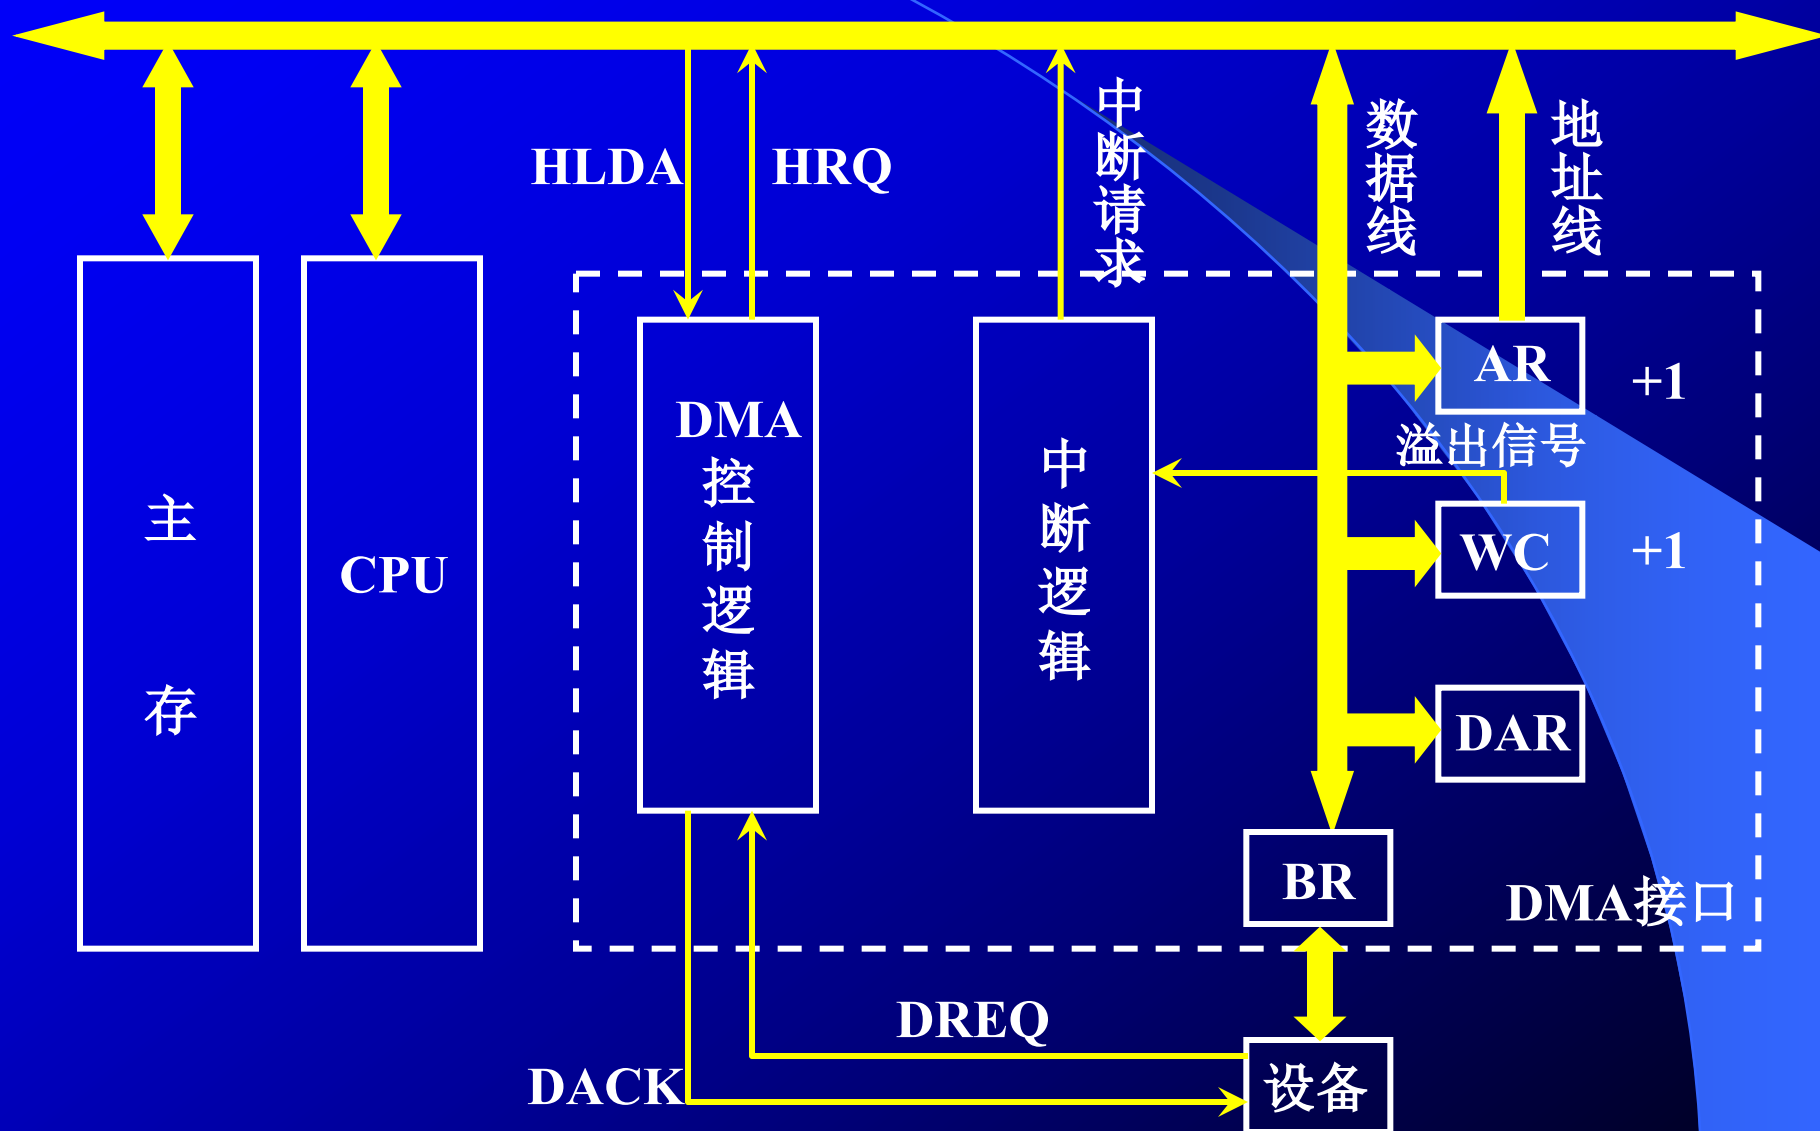 HLDA
HRQ
中断请求
数据线
地址线
主存
CPU
DMA
控制逻辑
中断逻辑
AR
+1
溢出信号
WC
+1
DAR
BR
DMA接口
DREQ
DACK
设备